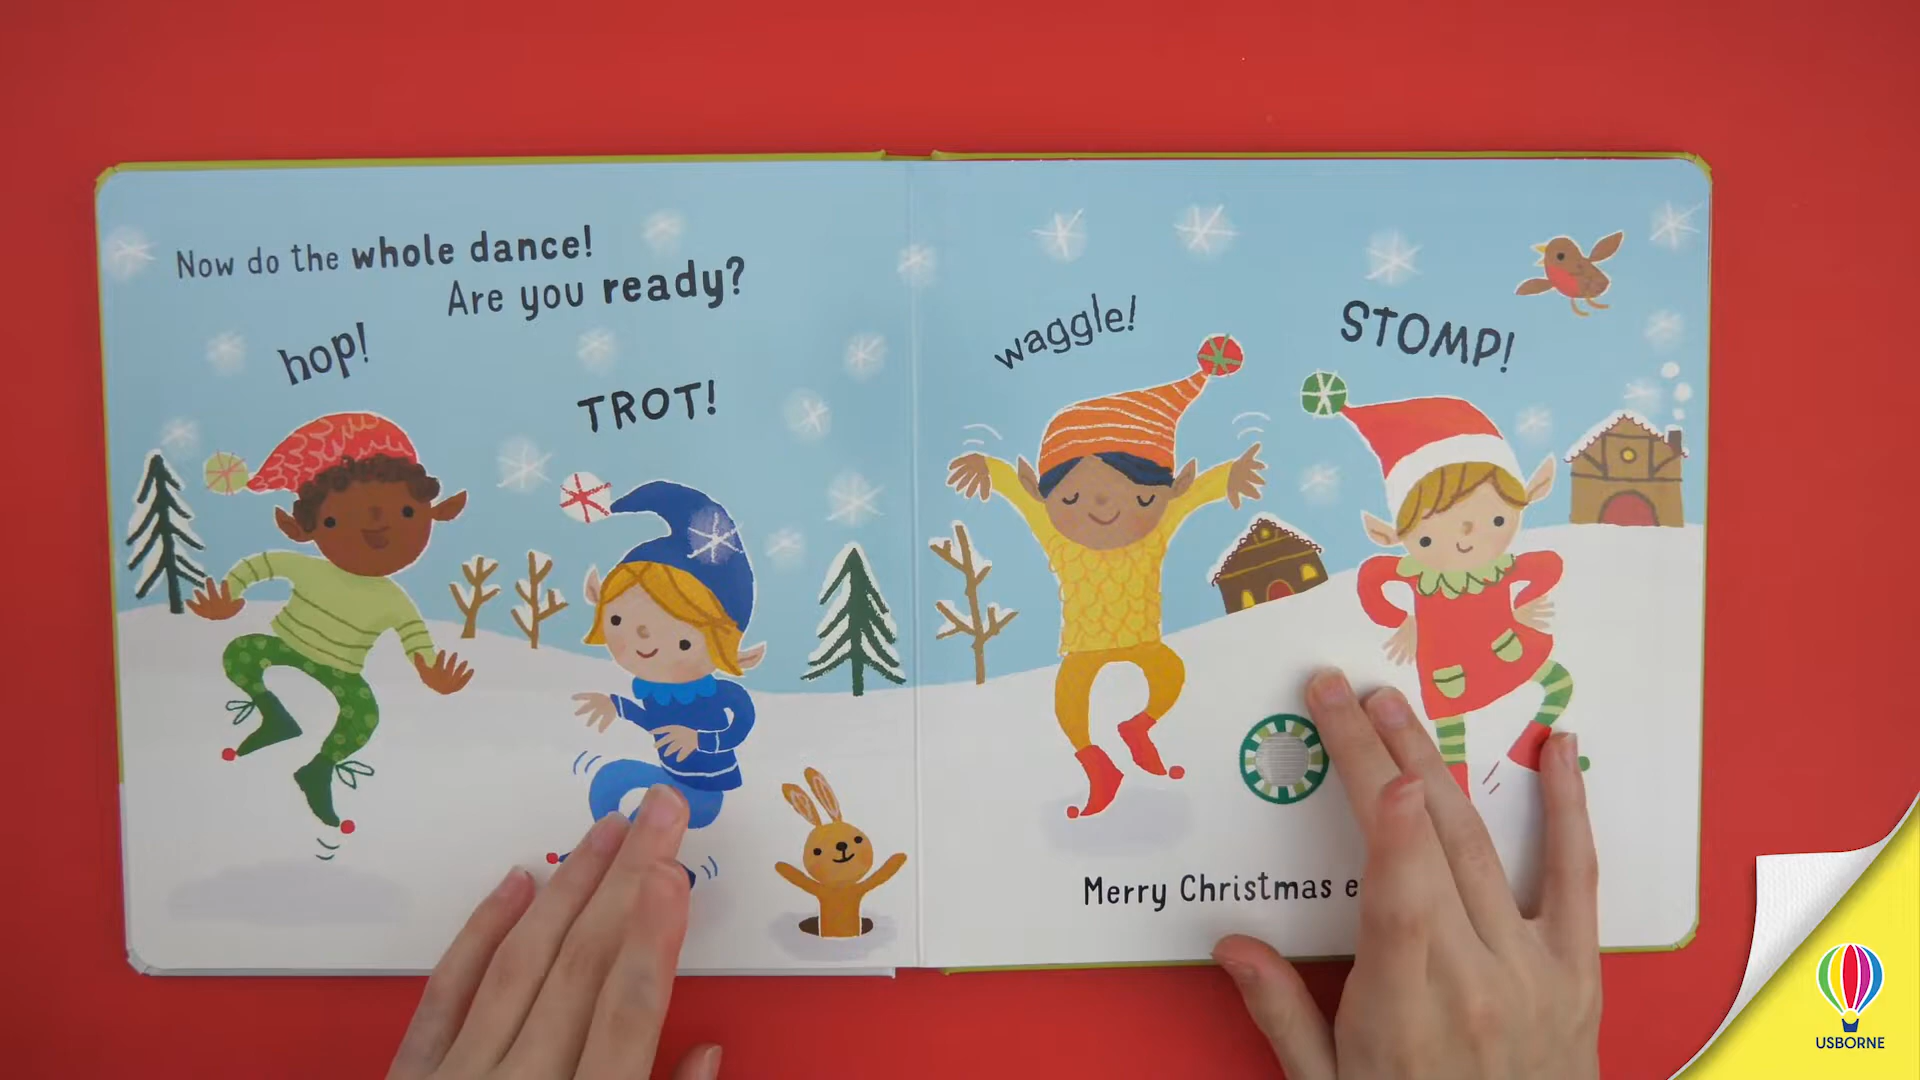 Now do the whole dance!
Are you ready?
hop!
TROT!
waggle!
STOMP!
Merry Christmas
USBORNE